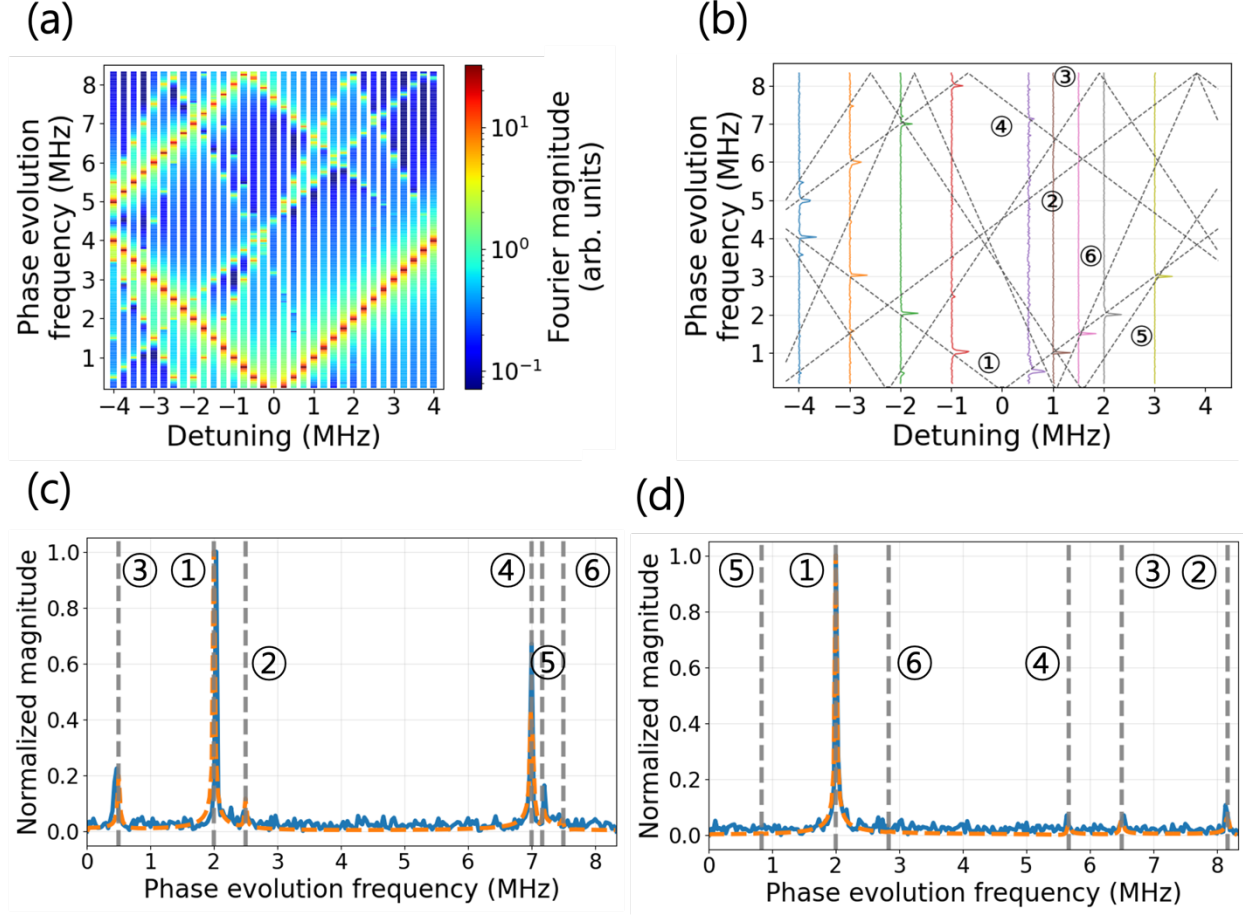 (a)
(b)
8
7
6
5
4
3
2
1
−4 −3 −2 −1 0 1 2 3 4
Detuning (MHz)
Phase evolution
frequency (MHz)
10¹
10⁰
10⁻¹
Fourier magnitude
(arb. units)
8
7
6
5
4
3
2
1
−4 −3 −2 −1 0 1 2 3 4
Detuning (MHz)
Phase evolution
frequency (MHz)
③
④
②
⑥
⑤
①
(c)
(d)
1.0
0.8
0.6
0.4
0.2
0.0
0 1 2 3 4 5 6 7 8
Phase evolution frequency (MHz)
Normalized magnitude
③ ① ④ ⑥
② ⑤
1.0
0.8
0.6
0.4
0.2
0.0
0 1 2 3 4 5 6 7 8
Phase evolution frequency (MHz)
Normalized magnitude
⑤ ① ③ ②
⑥ ④